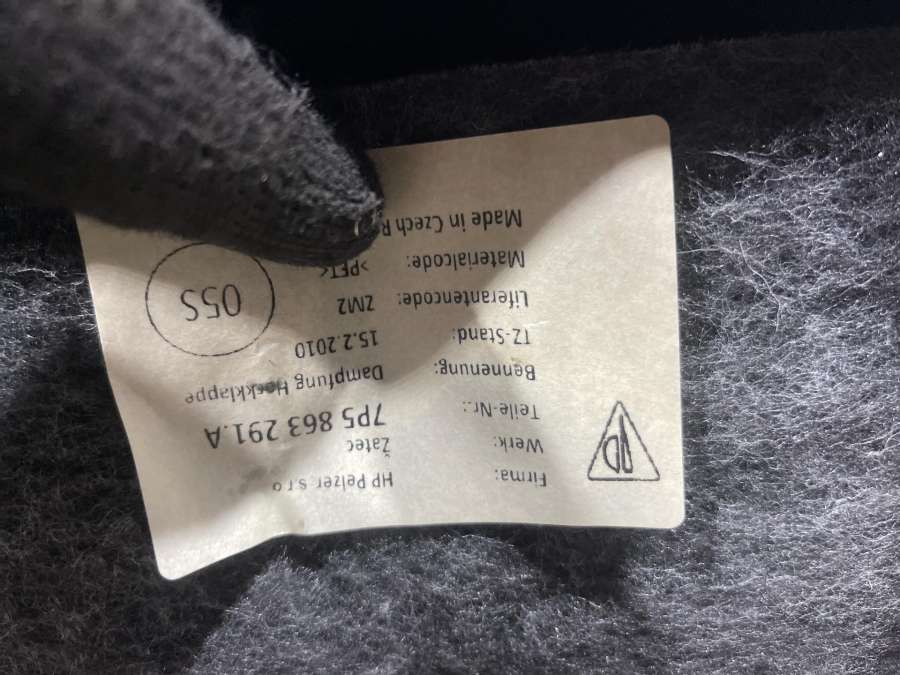 Firma: HP Pelzer s r o
Werk: Žatec
Teile-Nr.: 7P5 863 291.A
Bennenung: Dampfung Heckklappe
TZ-Stand: 15.2.2010
Liferantencode: ZM2
Materialcode: >PET<
Made in Czech
05S